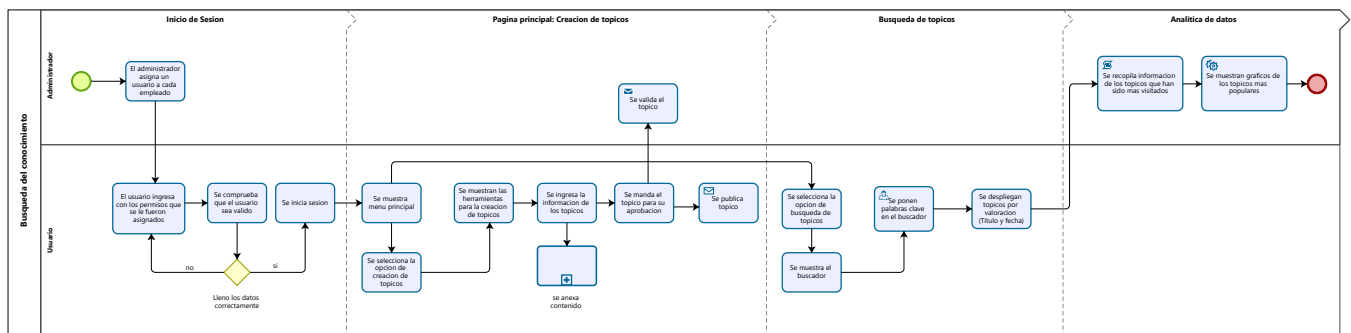 Inicio de Sesion
Pagina principal: Creacion de topicos
Busqueda de topicos
Analitica de datos
Busqueda del conocimiento
Administrador
El administrador
asigna un
usuario a cada
empleado
Se valida el
topico
Se recopila informacion
de los topicos que han
sido mas visitados
Se muestran graficos de
los topicos mas
populares
Usuario
El usuario ingresa
con los permisos que
se le fueron
asignados
Se comprueba
que el usuario
sea valido
Se inicia sesion
no
si
Lleno los datos
correctamente
Se muestra
menu principal
Se selecciona la
opcion de
creacion de
topicos
Se muestran las
herramientas
para la creacion
de topicos
Se ingresa la
informacion de
los topicos
se anexa
contenido
Se manda el
topico para su
aprobacion
Se publica
topico
Se selecciona la
opcion de
busqueda de
topicos
Se muestra el
buscador
Se ponen
palabras clave
en el buscador
Se despliegan
topicos por
valoracion
(Titulo y fecha)